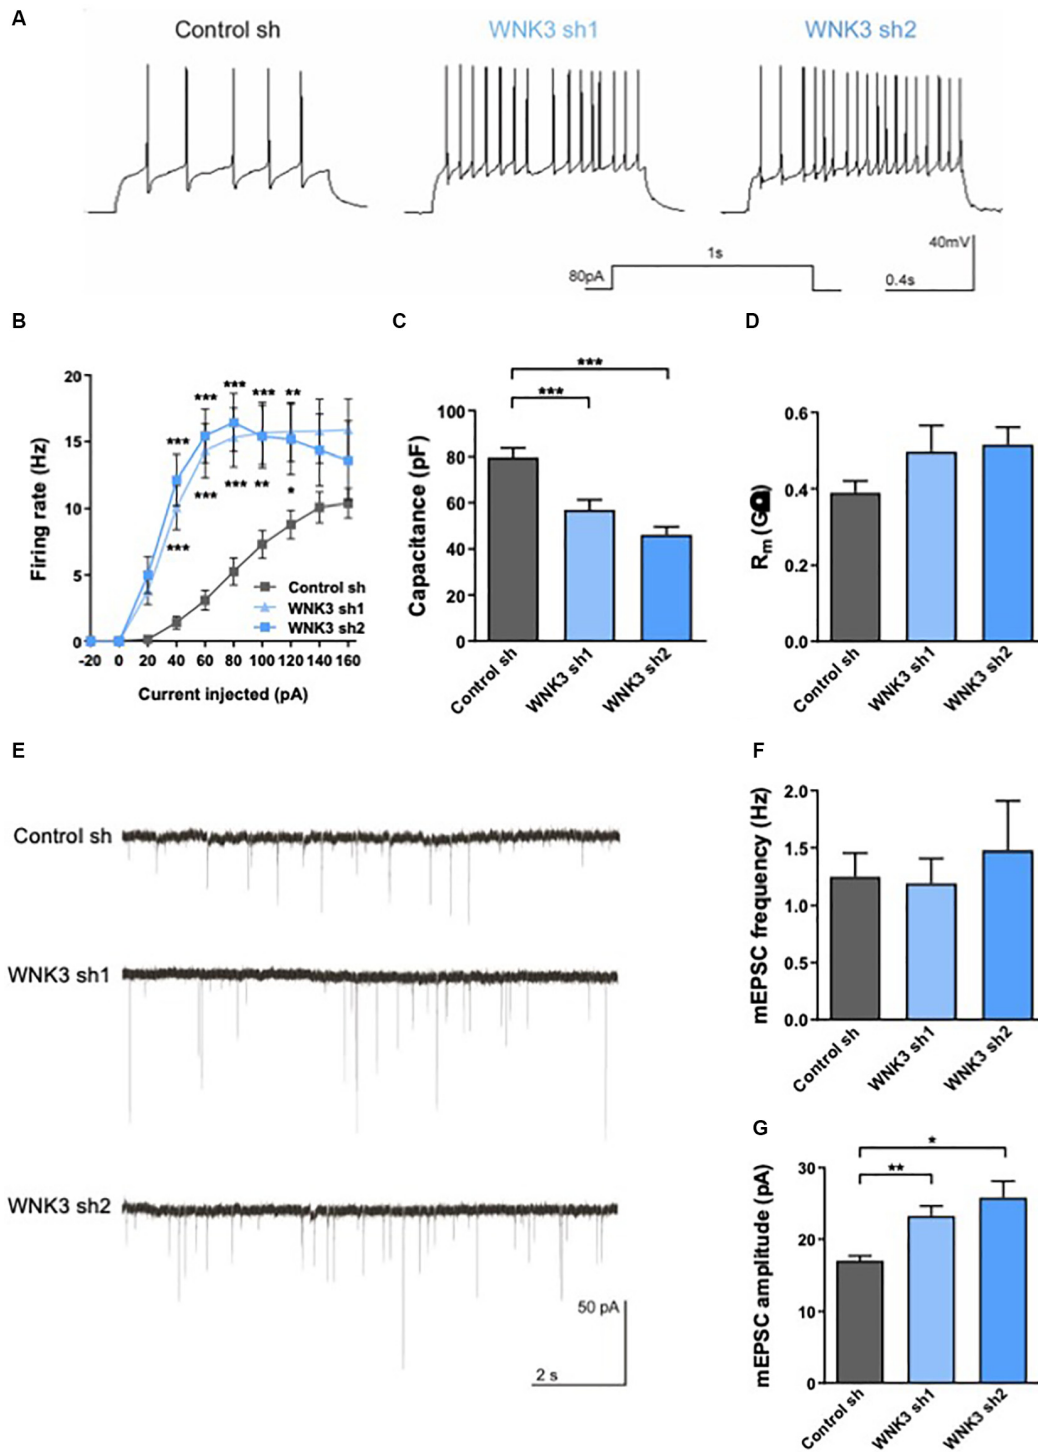 A
Control sh WNK3 sh1 WNK3 sh2
40mV
1s
80pA
0.4s
B
C
D
Firing rate (Hz)
20
15
10
5
0
*** *** *** **
***
*** *** ** *
***
Control sh
WNK3 sh1
WNK3 sh2
-20 0 20 40 60 80 100 120 140 160
Current injected (pA)
***
***
Capacitance (pF)
100
80
60
40
20
0
Control sh
WNK3 sh1
WNK3 sh2
0.6
0.4
0.2
0.0
Control sh
WNK3 sh1
WNK3 sh2
E
Control sh
WNK3 sh1
WNK3 sh2
50 pA
2 s
F
mEPSC frequency (Hz)
2.0
1.5
1.0
0.5
0.0
Control sh
WNK3 sh1
WNK3 sh2
G
*
**
mEPSC amplitude (pA)
30
20
10
0
Control sh
WNK3 sh1
WNK3 sh2